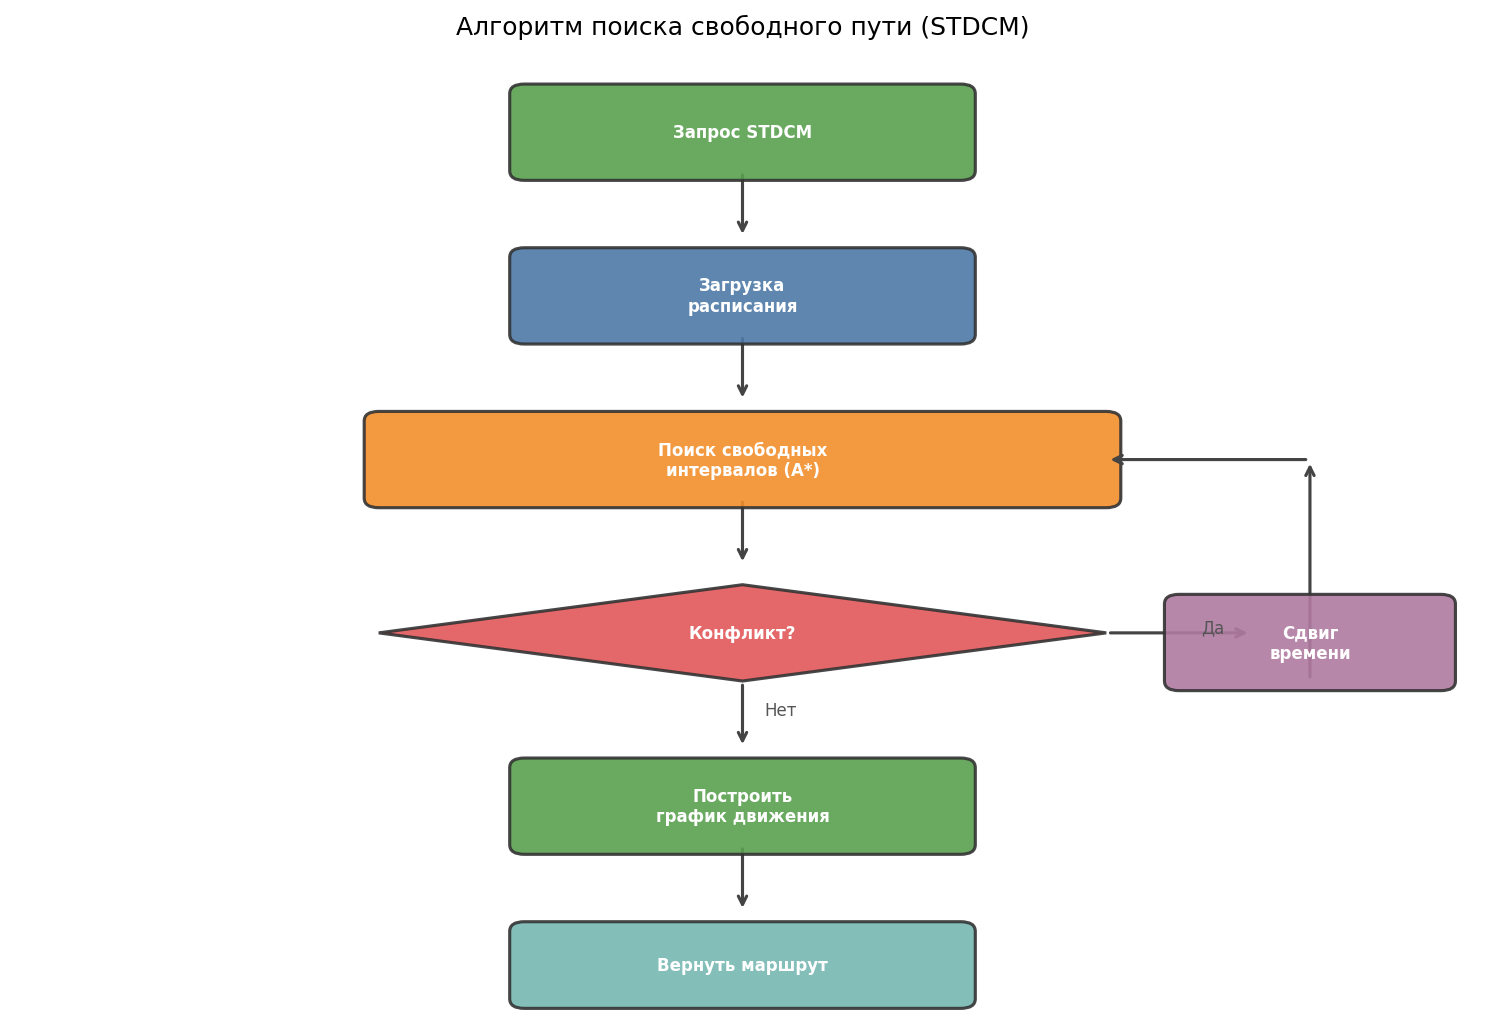 Алгоритм поиска свободного пути (STDCM)
Запрос STDCM
Загрузка
расписания
Поиск свободных
интервалов (A*)
Конфликт?
Да
Сдвиг
времени
Нет
Построить
график движения
Вернуть маршрут